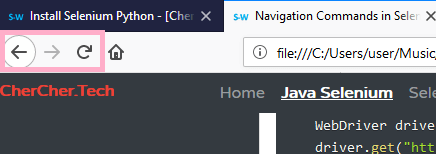 S-W Install Selenium Python - [Cher S-W Navigation Commands in Selen
file:///C:/Users/user/Music,
CherCher.Tech Home Java Selenium Sele
WebDriver drive
driver.get("htt